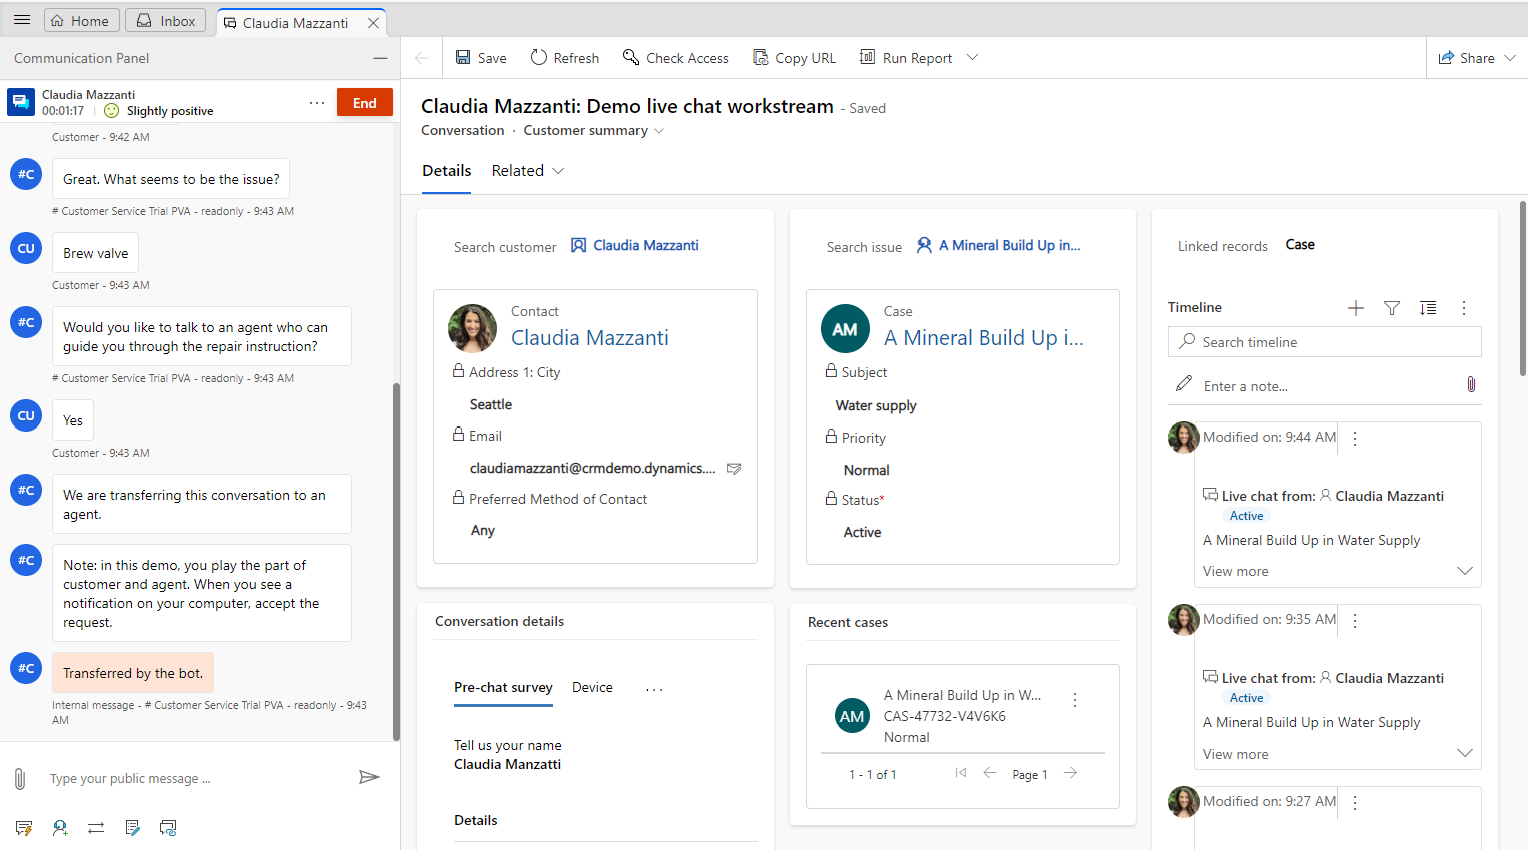 Home
Inbox
Claudia Mazzanti
Communication Panel
Claudia Mazzanti
00:01:17
Slightly positive
End
Customer - 9:42 AM
#C
Great. What seems to be the issue?
# Customer Service Trial PVA - readonly - 9:43 AM
CU
Brew valve
Customer - 9:43 AM
#C
Would you like to talk to an agent who can
guide you through the repair instruction?
# Customer Service Trial PVA - readonly - 9:43 AM
CU
Yes
Customer - 9:43 AM
#C
We are transferring this conversation to an
agent.
#C
Note: in this demo, you play the part of
customer and agent. When you see a
notification on your computer, accept the
request.
#C
Transferred by the bot.
Internal message - # Customer Service Trial PVA - readonly - 9:43
AM
Type your public message ...
Save
Refresh
Check Access
Copy URL
Run Report
Share
Claudia Mazzanti: Demo live chat workstream - Saved
Conversation · Customer summary
Details
Related
Search customer
Claudia Mazzanti
Contact
Claudia Mazzanti
Address 1: City
Seattle
Email
claudiamazzanti@crmdemo.dynamics....
Preferred Method of Contact
Any
Conversation details
Pre-chat survey
Device
...
Tell us your name
Claudia Manzatti
Details
Search issue
A Mineral Build Up in...
AM
Case
A Mineral Build Up i...
Subject
Water supply
Priority
Normal
Status*
Active
Recent cases
AM
A Mineral Build Up in W...
CAS-47732-V4V6K6
Normal
1 - 1 of 1
Page 1
Linked records
Case
Timeline
Search timeline
Enter a note...
Modified on: 9:44 AM
Live chat from: Claudia Mazzanti
Active
A Mineral Build Up in Water Supply
View more
Modified on: 9:35 AM
Live chat from: Claudia Mazzanti
Active
A Mineral Build Up in Water Supply
View more
Modified on: 9:27 AM